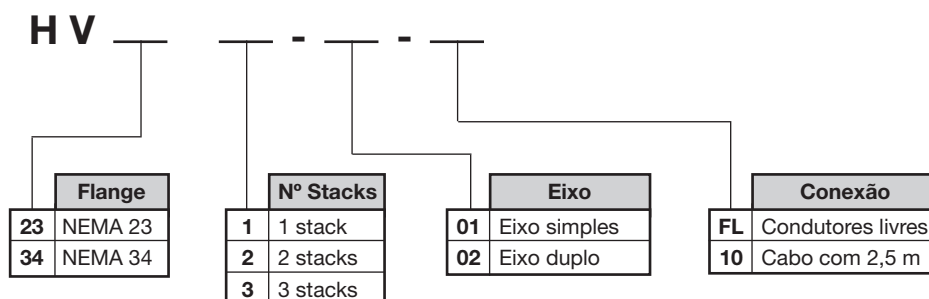 HV __ __ - __ - __
Flange
23 NEMA 23
34 NEMA 34
Nº Stacks
1 1 stack
2 2 stacks
3 3 stacks
Eixo
01 Eixo simples
02 Eixo duplo
Conexão
FL Condutores livres
10 Cabo com 2,5 m